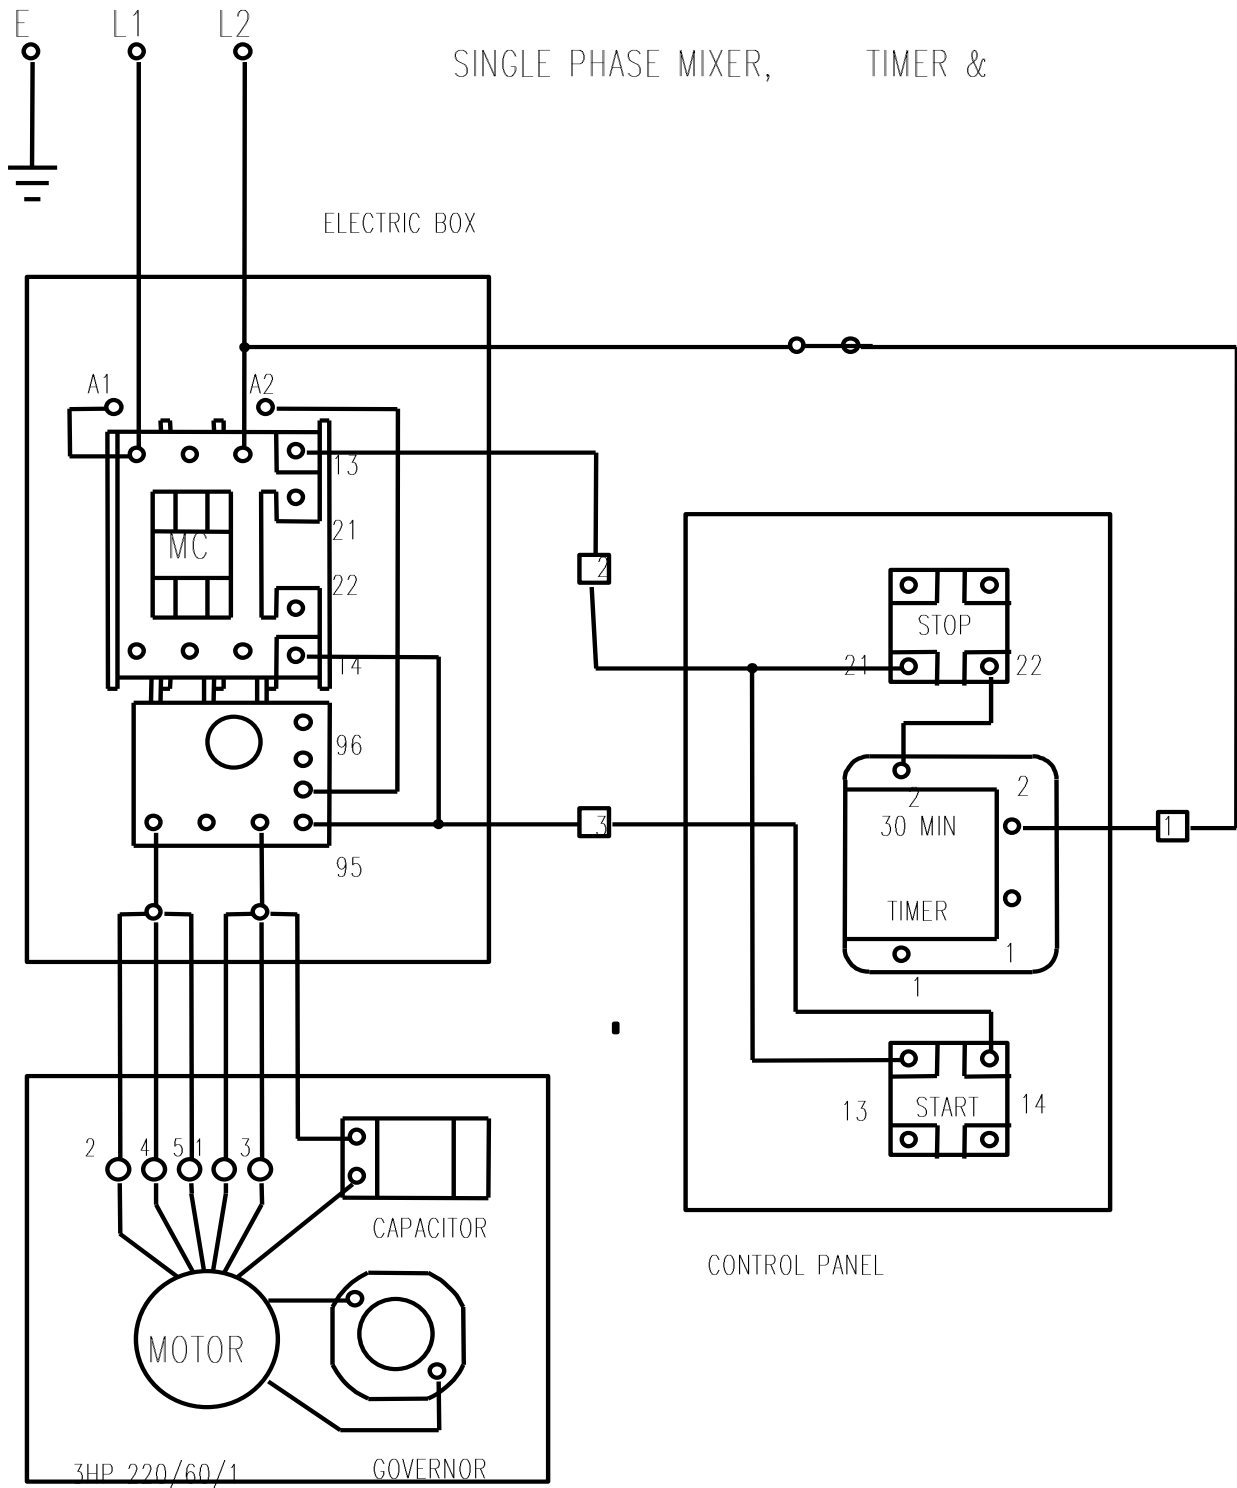 E L1 L2
SINGLE PHASE MIXER, TIMER &
ELECTRIC BOX
A1 A2
13
21
MC
22
14
96
95
2
3
1
STOP
21 22
2 2
30 MIN
TIMER
1
1
START
13 14
CONTROL PANEL
2 4 5 1 3
CAPACITOR
MOTOR
GOVERNOR
3HP 220/60/1